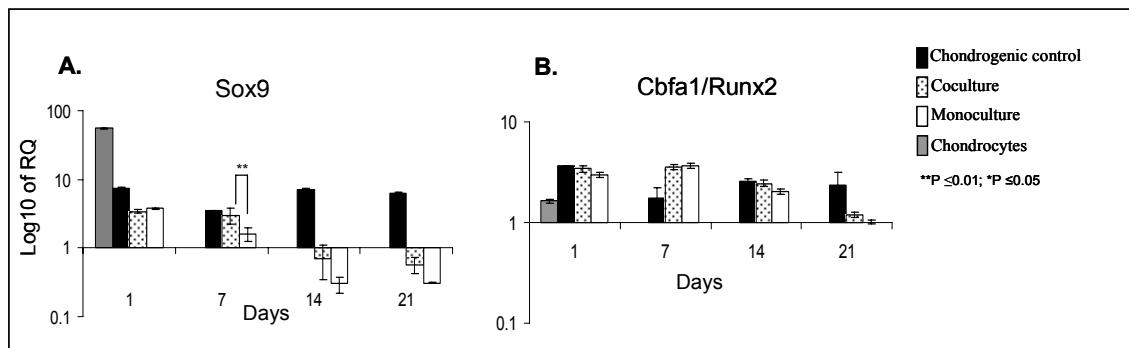 A.
Sox9
Log10 of RQ
100
10
1
0.1
**
1 7 14 21
Days
B.
Cbfa1/Runx2
10
1
0.1
1 7 14 21
Days
Chondrogenic control
Coculture
Monoculture
Chondrocytes
**P ≤0.01; *P ≤0.05